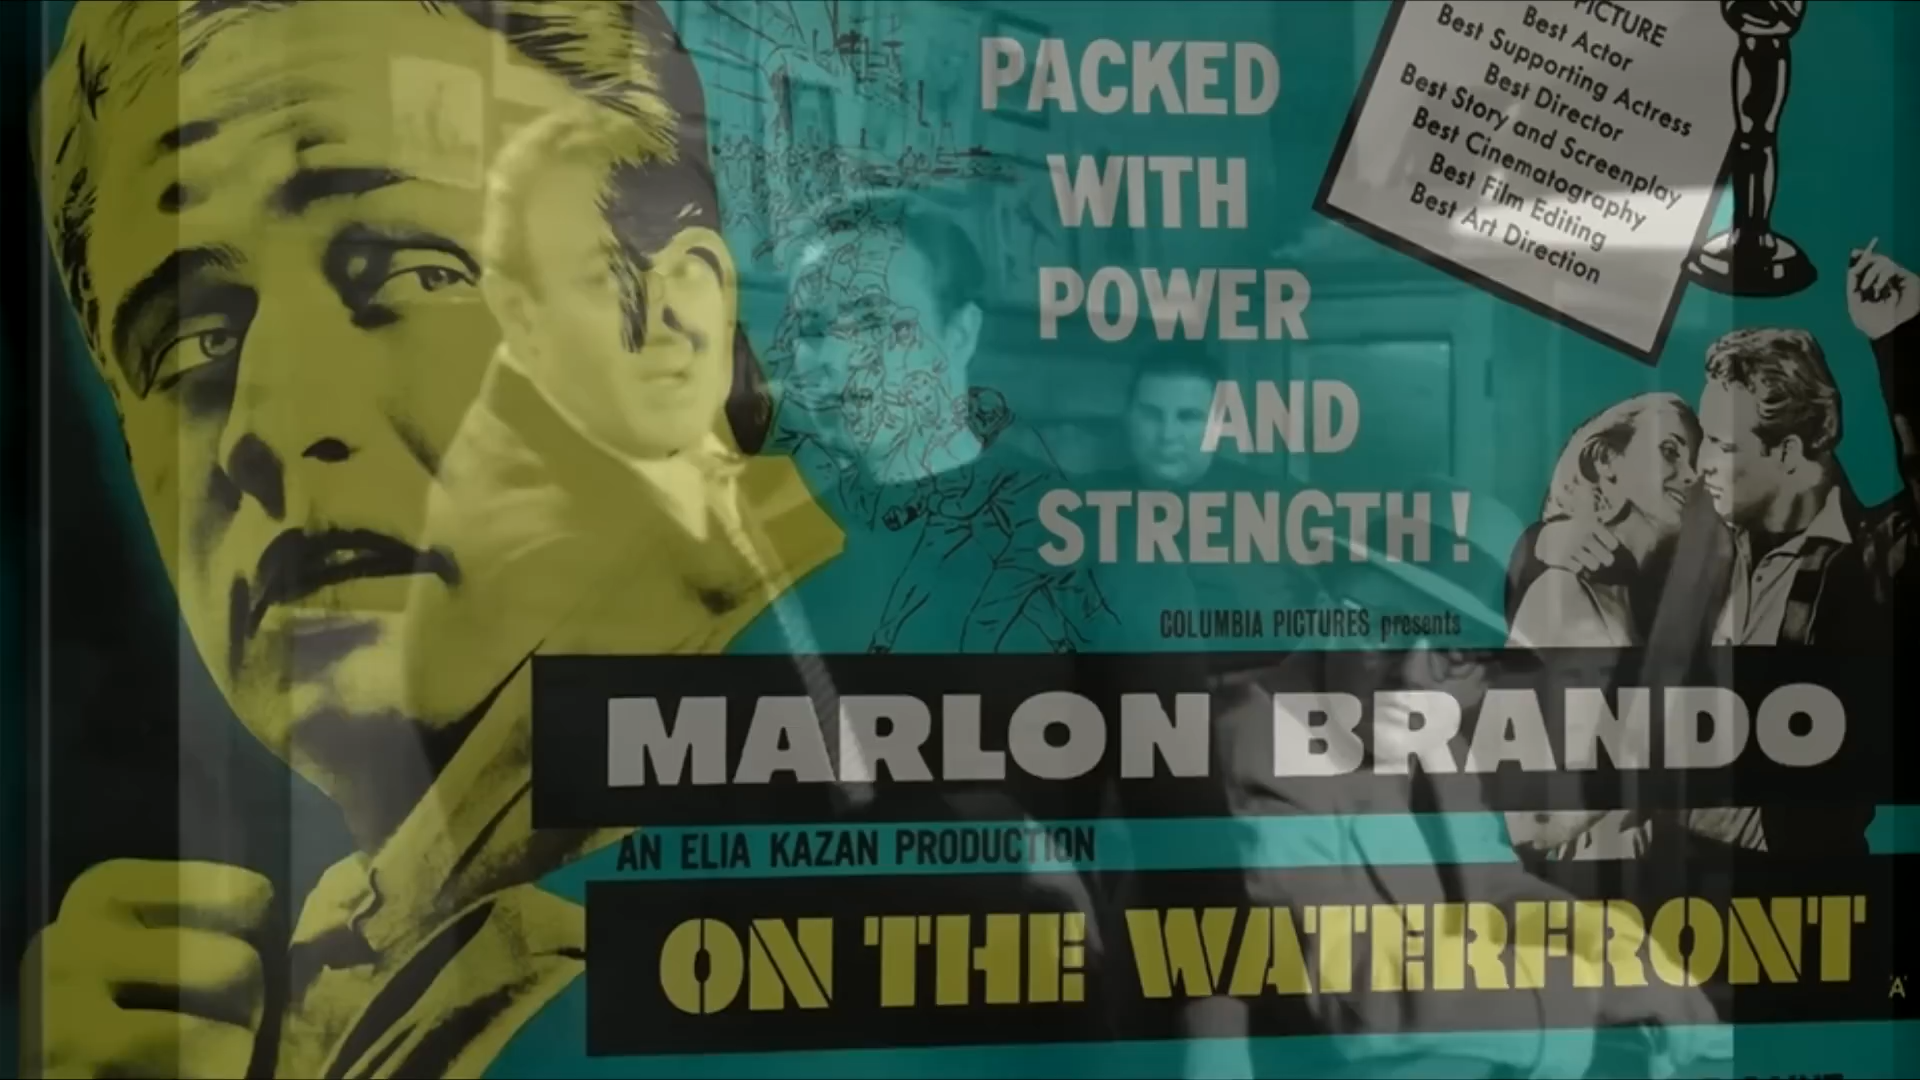 PACKED
WITH
POWER
AND
STRENGTH!
PICTURE
Best Actor
Best Supporting Actress
Best Director
Best Story and Screenplay
Best Cinematography
Best Film Editing
Best Art Direction
COLUMBIA PICTURES presents
MARLON BRANDO
AN ELIA KAZAN PRODUCTION
ON THE WATERFRONT
'A'